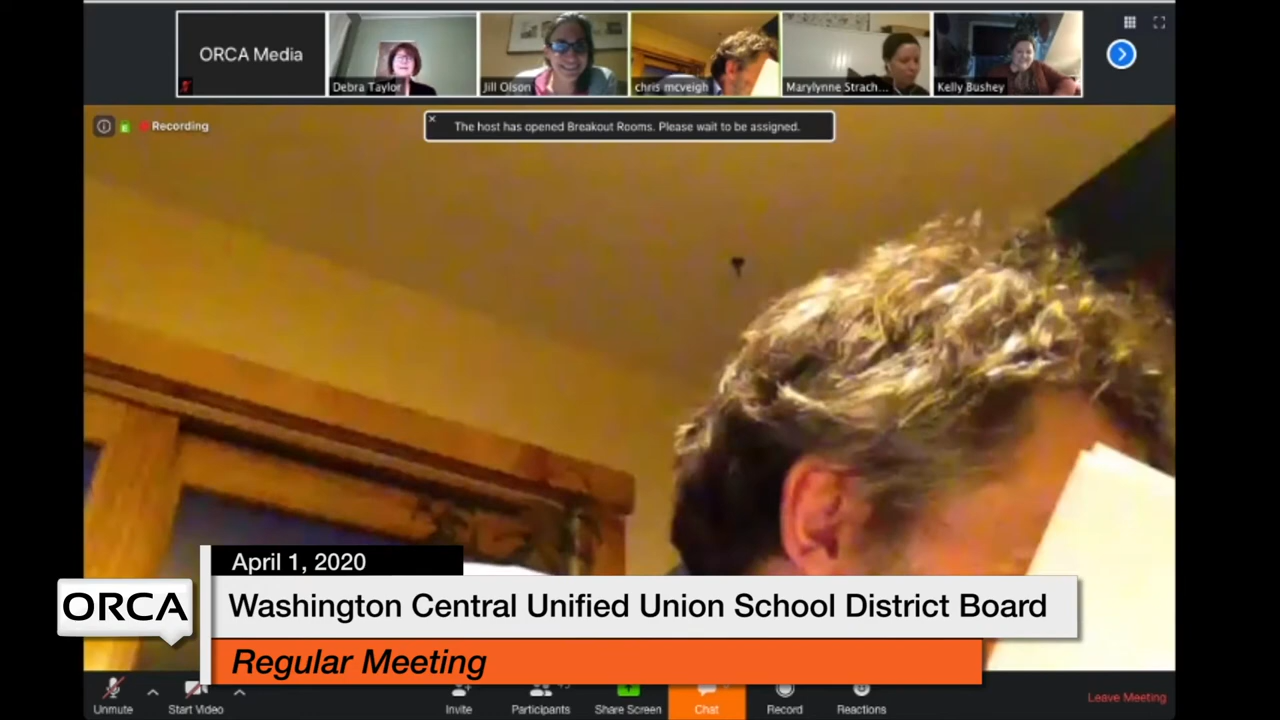 ORCA Media
Debra Taylor
Jill Olson
chris mcveigh
Marylynne Strach...
Kelly Bushey
Recording
The host has opened Breakout Rooms. Please wait to be assigned.
April 1, 2020
ORCA
Washington Central Unified Union School District Board
Regular Meeting
Unmute
Start Video
Invite
Participants
Share Screen
Chat
Record
Reactions
Leave Meeting